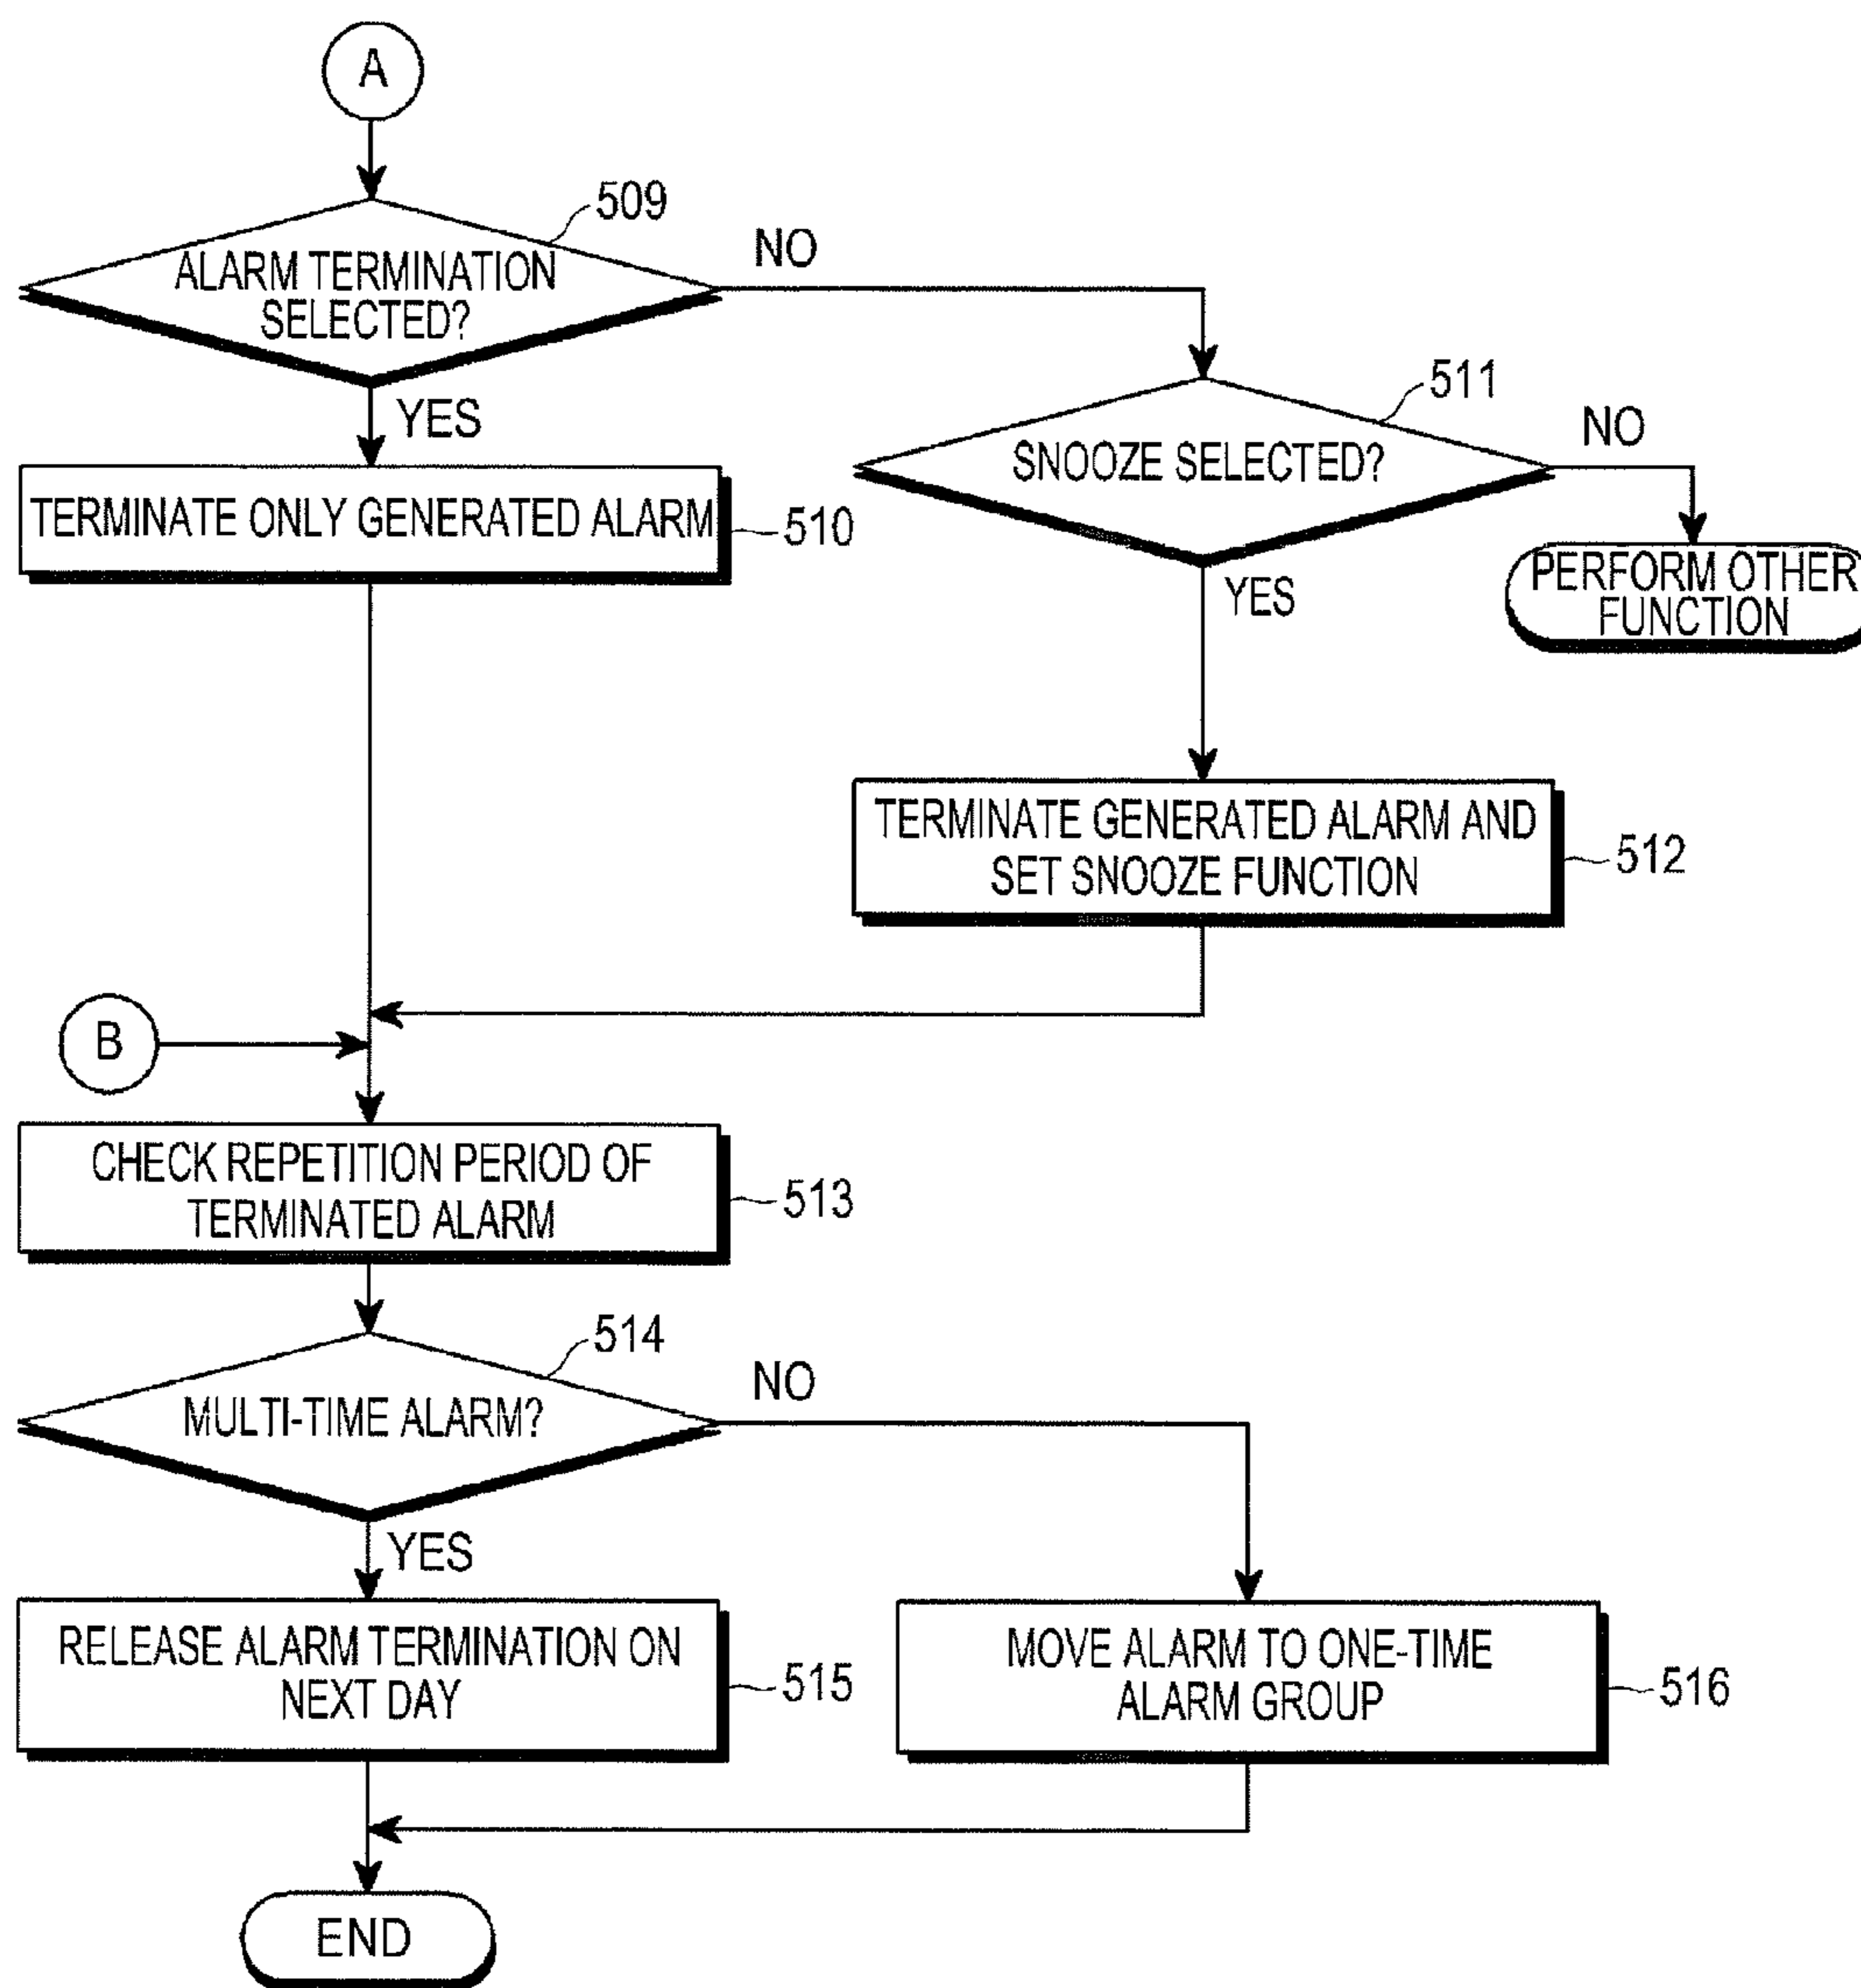 A
509
ALARM TERMINATION
SELECTED?
NO
YES
511
SNOOZE SELECTED?
NO
YES
TERMINATE ONLY GENERATED ALARM
510
PERFORM OTHER
FUNCTION
TERMINATE GENERATED ALARM AND
SET SNOOZE FUNCTION
512
B
CHECK REPETITION PERIOD OF
TERMINATED ALARM
513
514
MULTI-TIME ALARM?
NO
YES
RELEASE ALARM TERMINATION ON
NEXT DAY
515
MOVE ALARM TO ONE-TIME
ALARM GROUP
516
END